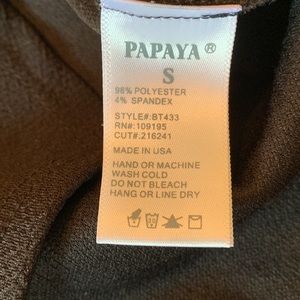 PAPAYA®
S
96% POLYESTER
4% SPANDEX
STYLE#:BT433
RN#:109195
CUT#:216241
MADE IN USA
HAND OR MACHINE
WASH COLD
DO NOT BLEACH
HANG OR LINE DRY